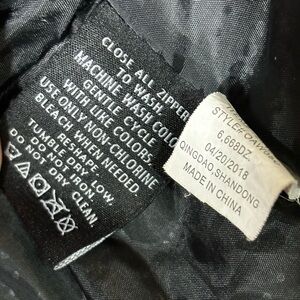 CLOSE ALL ZIPPER
TO WASH
MACHINE WASH COLD
GENTLE CYCLE
WITH LIKE COLORS.
USE ONLY NON-CHLORINE
BLEACH WHEN NEEDED.
RESHAPE
TUMBLE DRY LOW
DO NOT IRON
DO NOT DRY CLEAN
6,668DZ
04/20/2018
QINGDAO, SHANDONG
MADE IN CHINA